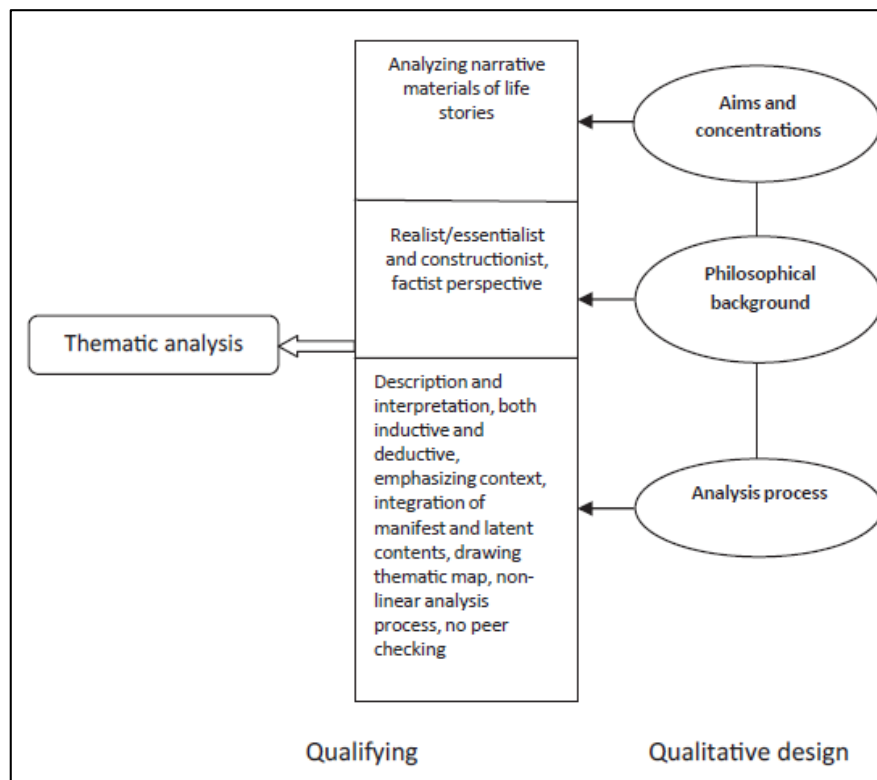 Analyzing narrative
materials of life
stories
Aims and
concentrations
Realist/essentialist
and constructionist,
factist perspective
Philosophical
background
Thematic analysis
Description and
interpretation, both
inductive and
deductive,
emphasizing context,
integration of
manifest and latent
contents, drawing
thematic map, non-
linear analysis
process, no peer
checking
Analysis process
Qualifying
Qualitative design